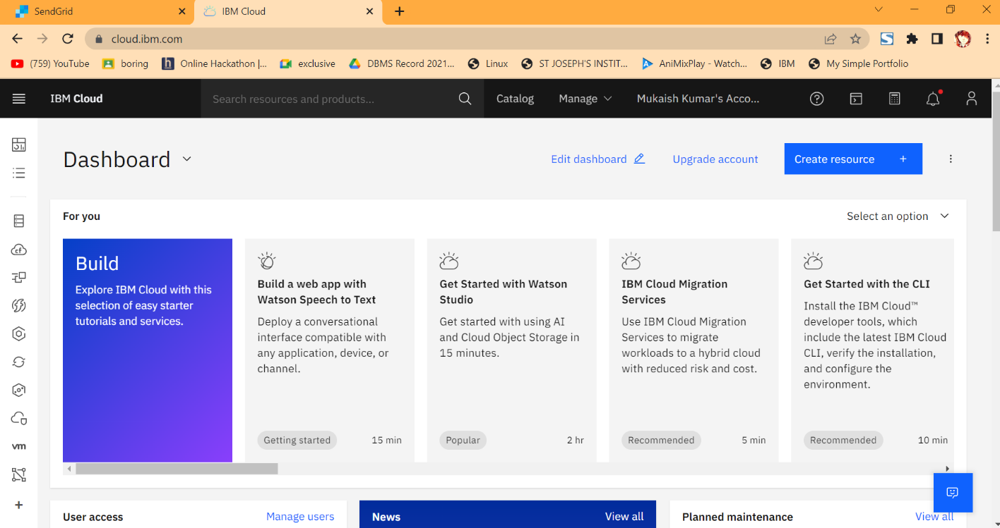 SendGrid
IBM Cloud
cloud.ibm.com
(759) YouTube
boring
Online Hackathon |...
exclusive
DBMS Record 2021...
Linux
ST JOSEPH'S INSTIT...
AniMixPlay - Watch...
IBM
My Simple Portfolio
IBM Cloud
Search resources and products...
Catalog
Manage
Mukaish Kumar's Acco...
Dashboard
Edit dashboard
Upgrade account
Create resource +
For you
Select an option
Build
Explore IBM Cloud with this
selection of easy starter
tutorials and services.
Build a web app with
Watson Speech to Text
Deploy a conversational
interface compatible with
any application, device, or
channel.
Getting started
15 min
Get Started with Watson
Studio
Get started with using AI
and Cloud Object Storage in
15 minutes.
Popular
2 hr
IBM Cloud Migration
Services
Use IBM Cloud Migration
Services to migrate
workloads to a hybrid cloud
with reduced risk and cost.
Recommended
5 min
Get Started with the CLI
Install the IBM Cloud™
developer tools, which
include the latest IBM Cloud
CLI, verify the installation,
and configure the
environment.
Recommended
10 min
cf
vm
User access
Manage users
News
View all
Planned maintenance
View all